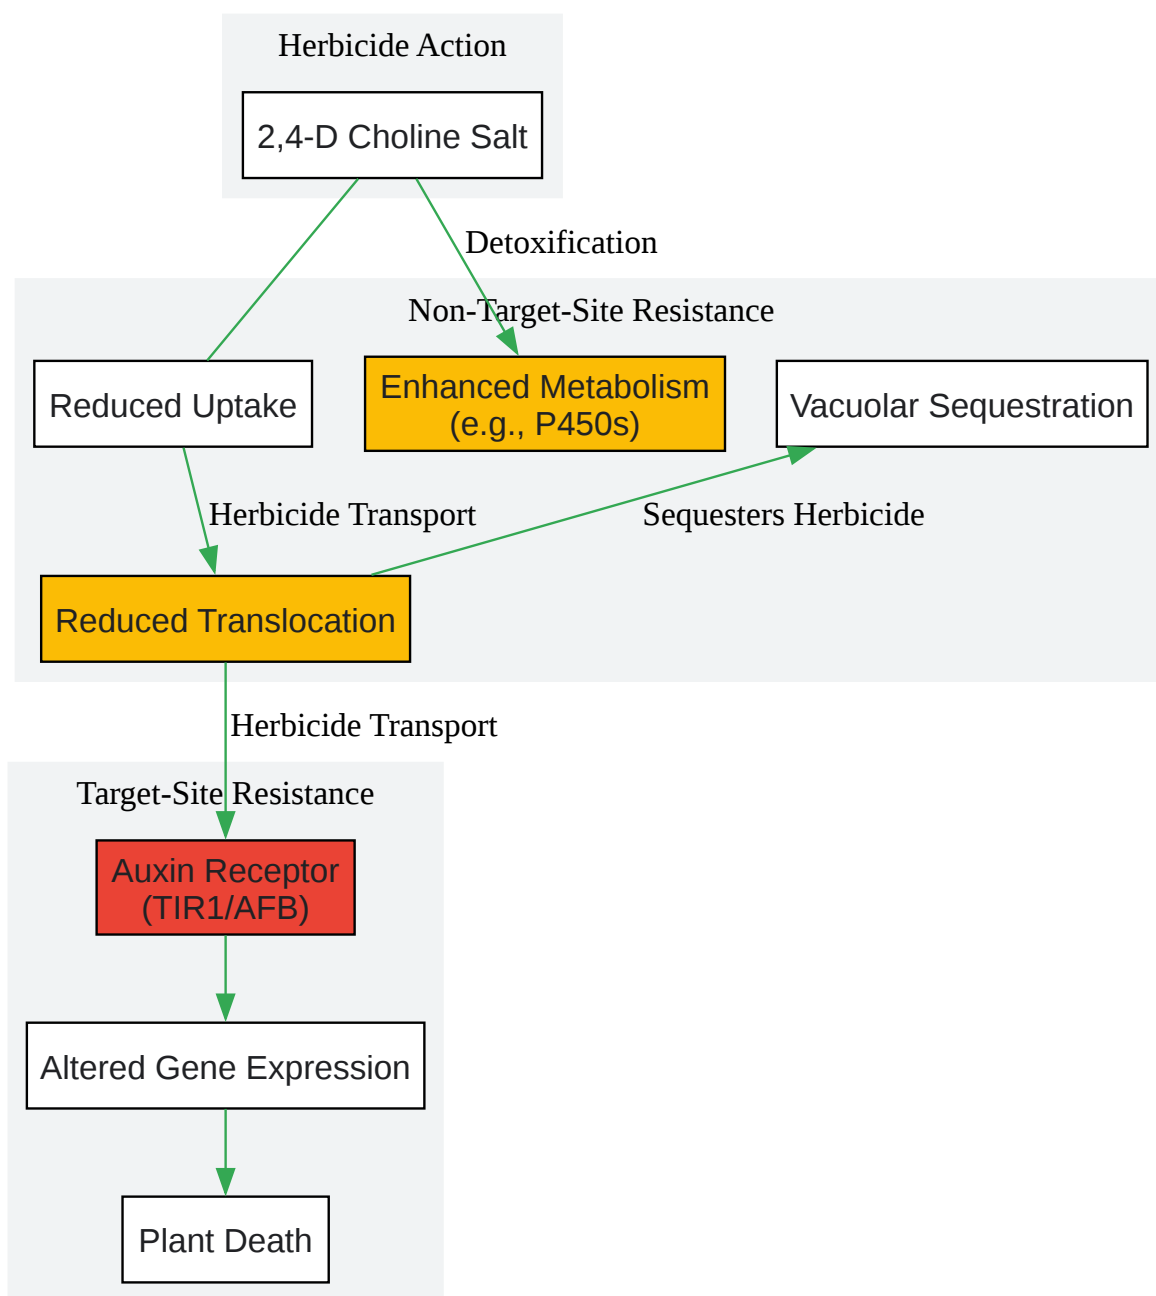 Herbicide Action
2,4-D Choline Salt
Detoxification
Non-Target-Site Resistance
Reduced Uptake
Enhanced Metabolism
(e.g., P450s)
Vacuolar Sequestration
Herbicide Transport
Sequesters Herbicide
Reduced Translocation
Herbicide Transport
Target-Site Resistance
Auxin Receptor
(TIR1/AFB)
Altered Gene Expression
Plant Death